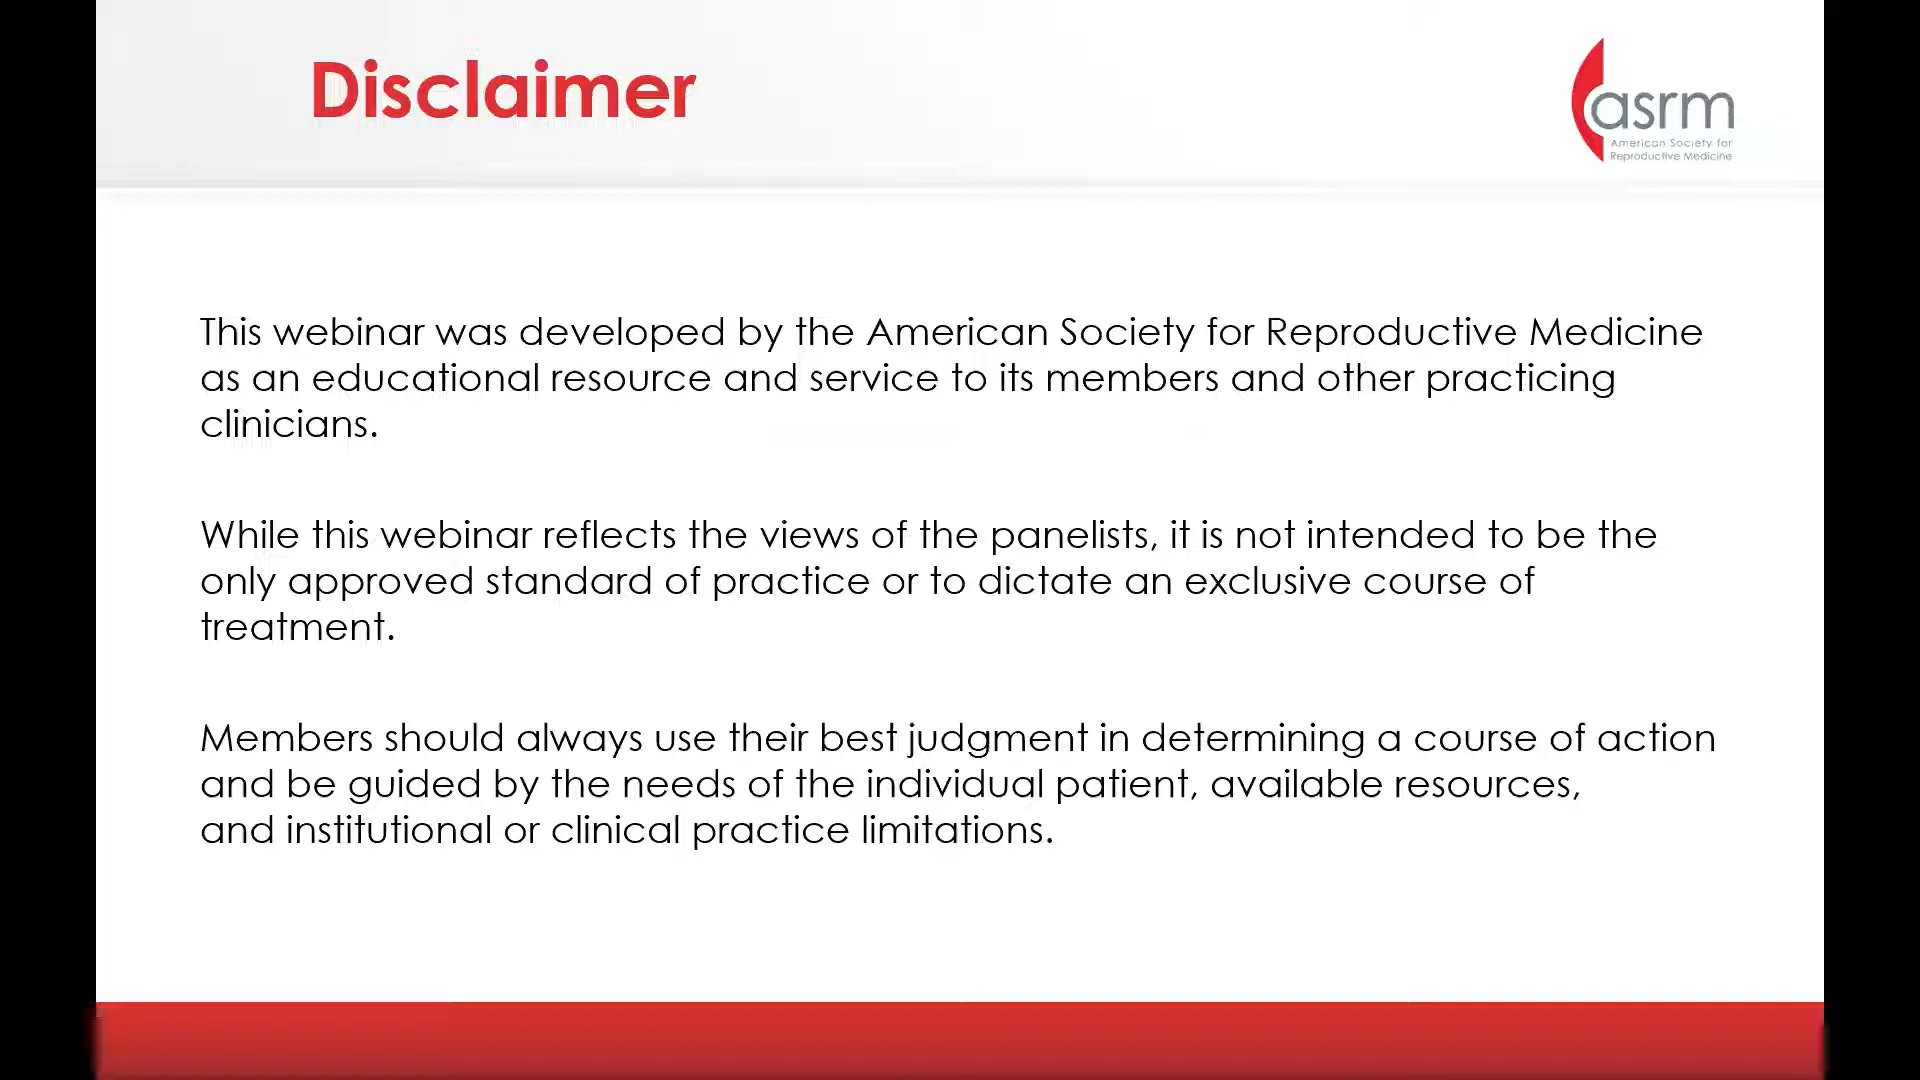 Disclaimer
asrm
American Society for
Reproductive Medicine
This webinar was developed by the American Society for Reproductive Medicine
as an educational resource and service to its members and other practicing
clinicians.
While this webinar reflects the views of the panelists, it is not intended to be the
only approved standard of practice or to dictate an exclusive course of
treatment.
Members should always use their best judgment in determining a course of action
and be guided by the needs of the individual patient, available resources,
and institutional or clinical practice limitations.